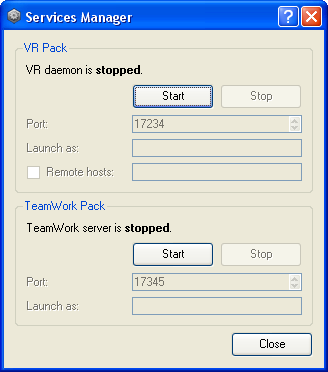 Services Manager
VR Pack
VR daemon is stopped.
Start Stop
Port: 17234
Launch as:
Remote hosts:
TeamWork Pack
TeamWork server is stopped.
Start Stop
Port: 17345
Launch as:
Close